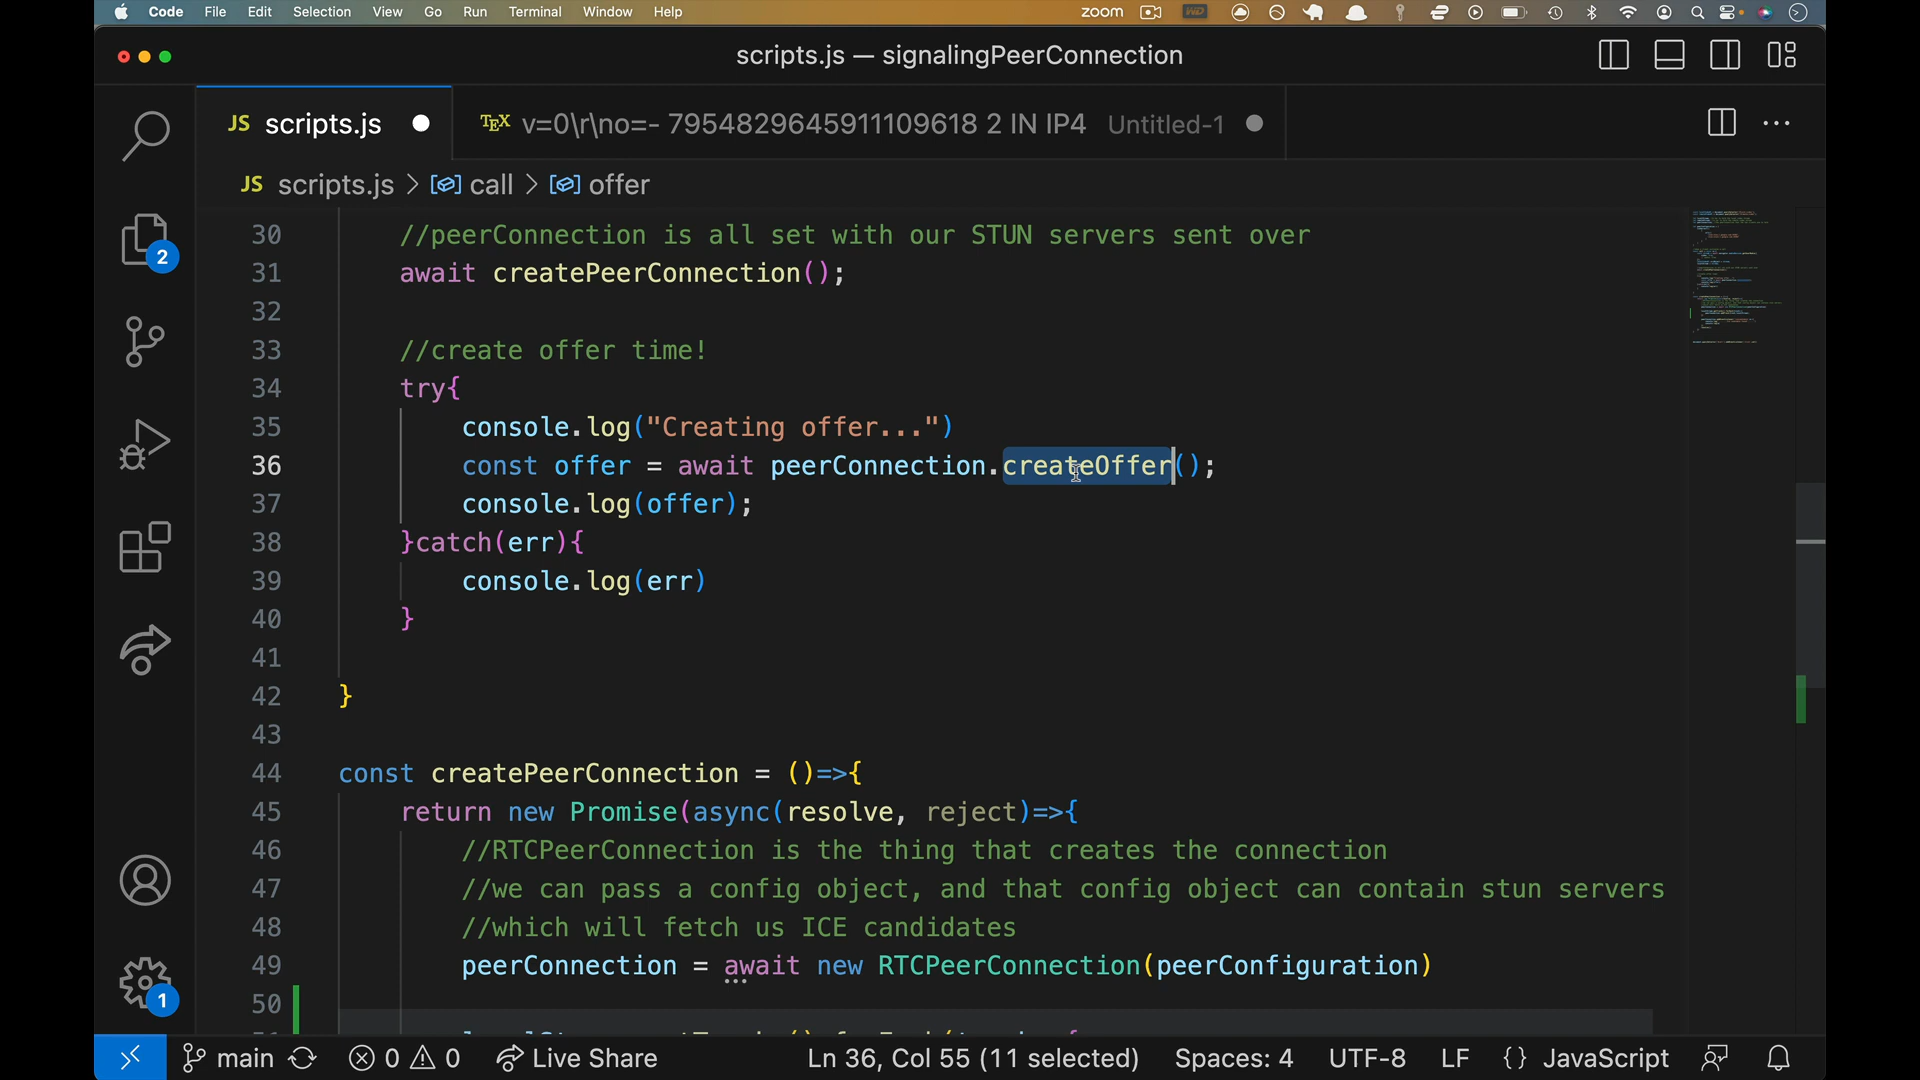 Code File Edit Selection View Go Run Terminal Window Help zoom
scripts.js — signalingPeerConnection
JS scripts.js
TEX v=0\r\no=- 7954829645911109618 2 IN IP4 Untitled-1
JS scripts.js > call > offer
30 //peerConnection is all set with our STUN servers sent over
31 await createPeerConnection();
32
33 //create offer time!
34 try{
35 console.log("Creating offer...")
36 const offer = await peerConnection.createOffer();
37 console.log(offer);
38 }catch(err){
39 console.log(err)
40 }
41
42 }
43
44 const createPeerConnection = ()=>{
45 return new Promise(async(resolve, reject)=>{
46 //RTCPeerConnection is the thing that creates the connection
47 //we can pass a config object, and that config object can contain stun servers
48 //which will fetch us ICE candidates
49 peerConnection = await new RTCPeerConnection(peerConfiguration)
50
2
1
main 0 0 Live Share Ln 36, Col 55 (11 selected) Spaces: 4 UTF-8 LF {} JavaScript